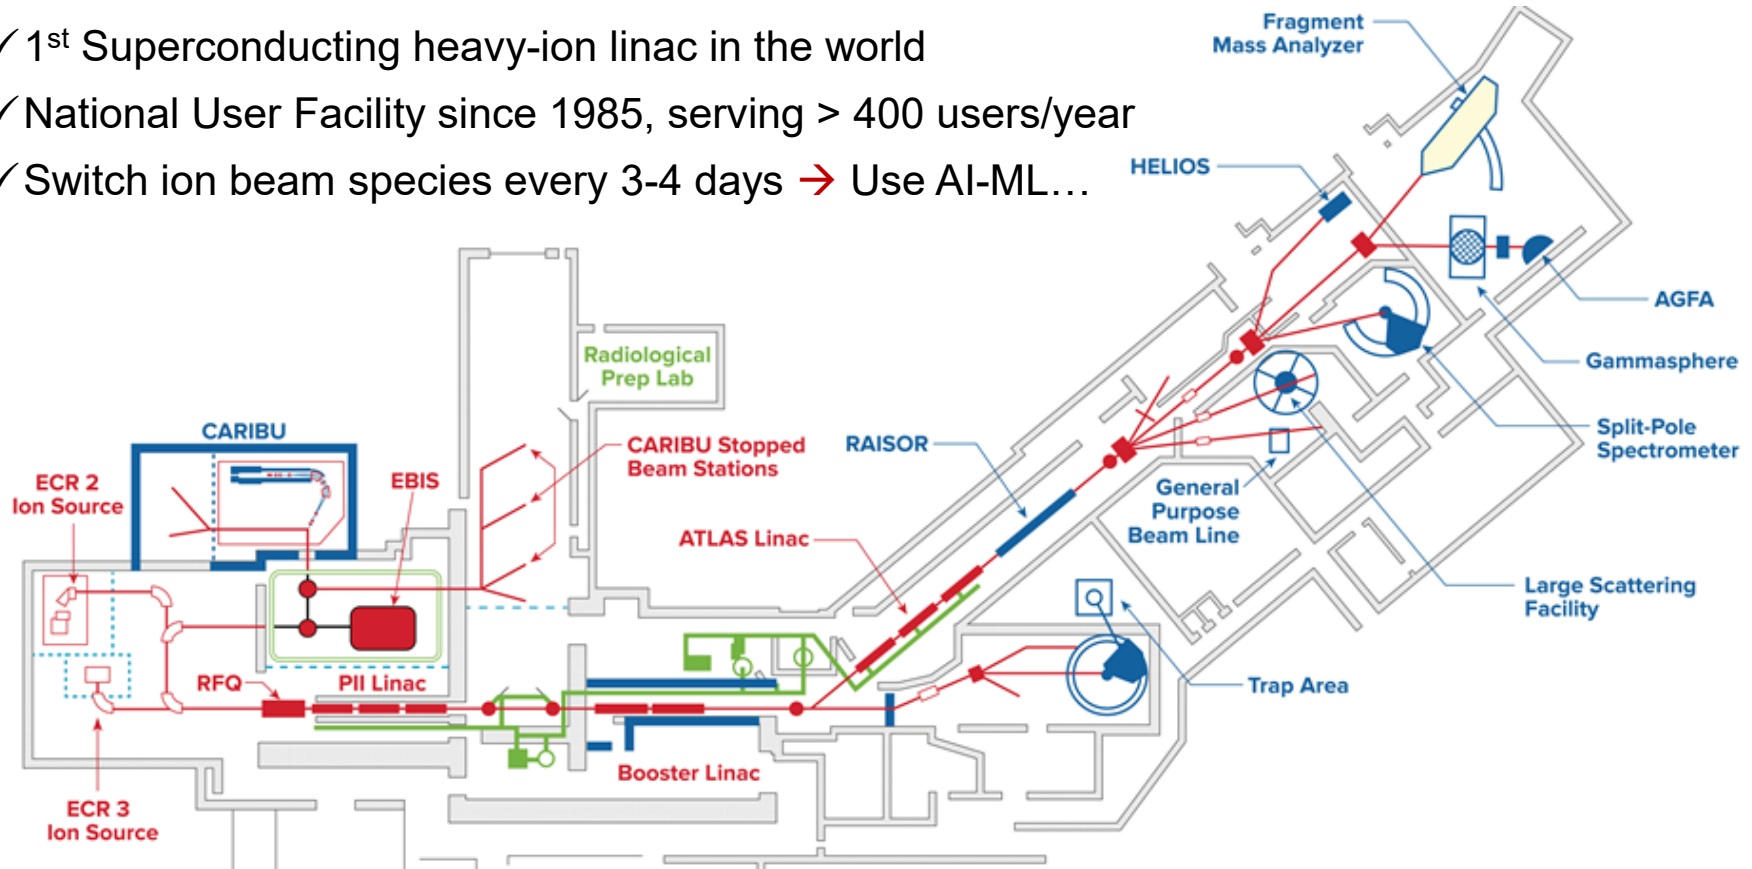 ✓1st Superconducting heavy-ion linac in the world
✓National User Facility since 1985, serving > 400 users/year
✓Switch ion beam species every 3-4 days → Use AI-ML…
Fragment
Mass Analyzer
HELIOS
AGFA
Gammasphere
Split-Pole
Spectrometer
Radiological
Prep Lab
CARIBU
CARIBU Stopped
Beam Stations
RAISOR
EBIS
ECR 2
Ion Source
General
Purpose
Beam Line
ATLAS Linac
Large Scattering
Facility
RFQ
PII Linac
Trap Area
Booster Linac
ECR 3
Ion Source